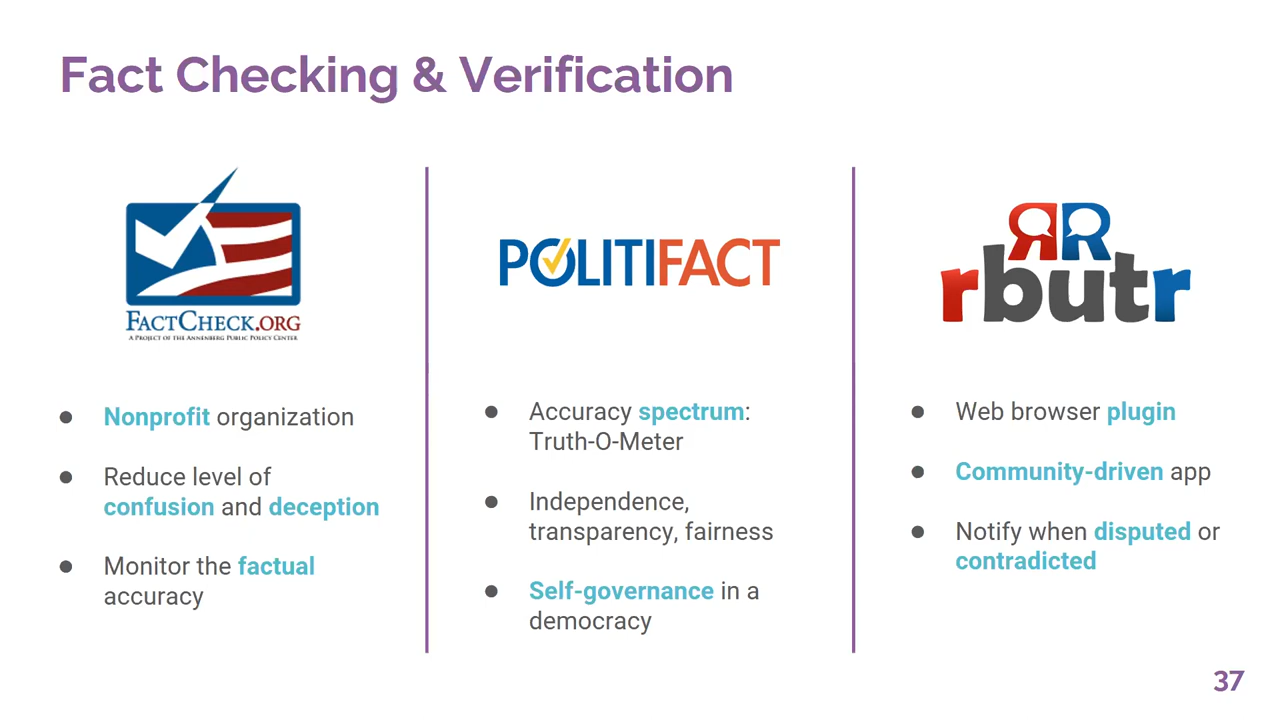 Fact Checking & Verification
FACTCHECK.ORG
A PROJECT OF THE ANNENBERG PUBLIC POLICY CENTER
● Nonprofit organization
● Reduce level of
confusion and deception
● Monitor the factual
accuracy
POLITIFACT
● Accuracy spectrum:
Truth-O-Meter
● Independence,
transparency, fairness
● Self-governance in a
democracy
RR
rbutr
● Web browser plugin
● Community-driven app
● Notify when disputed or
contradicted
37